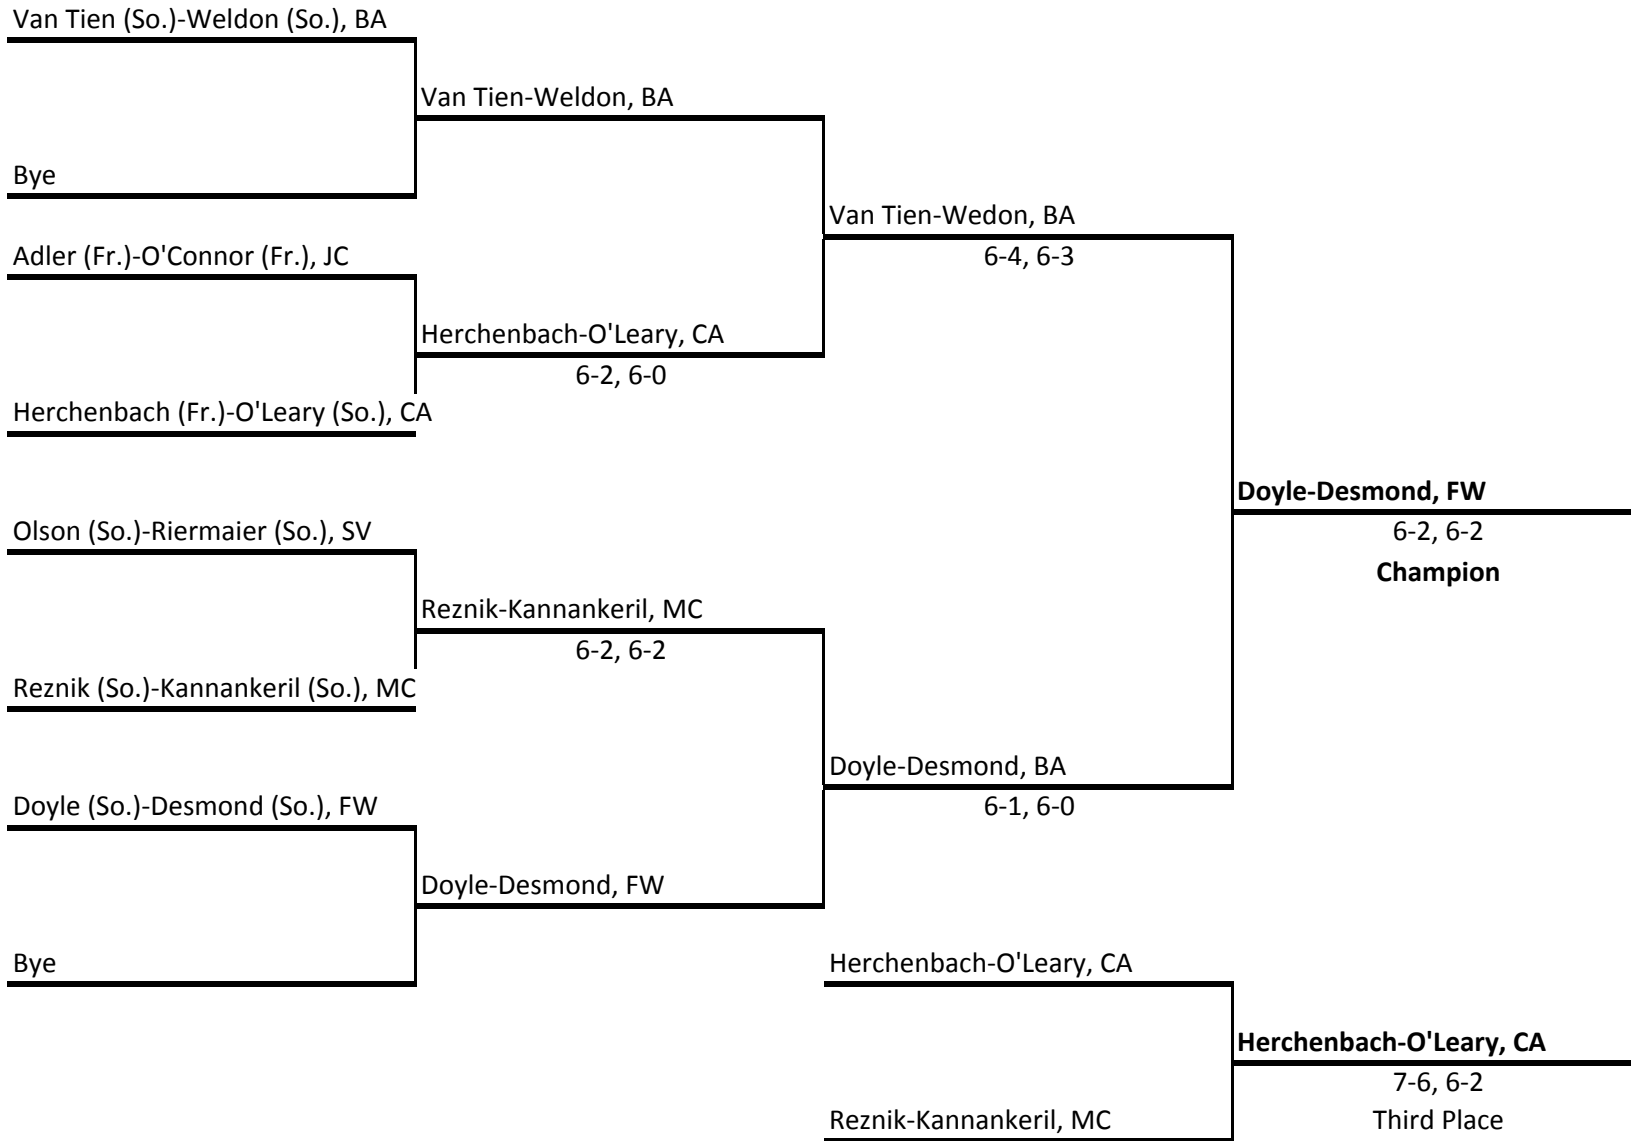 Van Tien (So.)-Weldon (So.), BA
Van Tien-Weldon, BA
Bye
Van Tien-Wedon, BA
6-4, 6-3
Adler (Fr.)-O'Connor (Fr.), JC
Herchenbach-O'Leary, CA
6-2, 6-0
Herchenbach (Fr.)-O'Leary (So.), CA
Doyle-Desmond, FW
6-2, 6-2
Champion
Olson (So.)-Riermaier (So.), SV
Reznik-Kannankeril, MC
6-2, 6-2
Reznik (So.)-Kannankeril (So.), MC
Doyle-Desmond, BA
6-1, 6-0
Doyle (So.)-Desmond (So.), FW
Doyle-Desmond, FW
Bye
Herchenbach-O'Leary, CA
Herchenbach-O'Leary, CA
7-6, 6-2
Third Place
Reznik-Kannankeril, MC